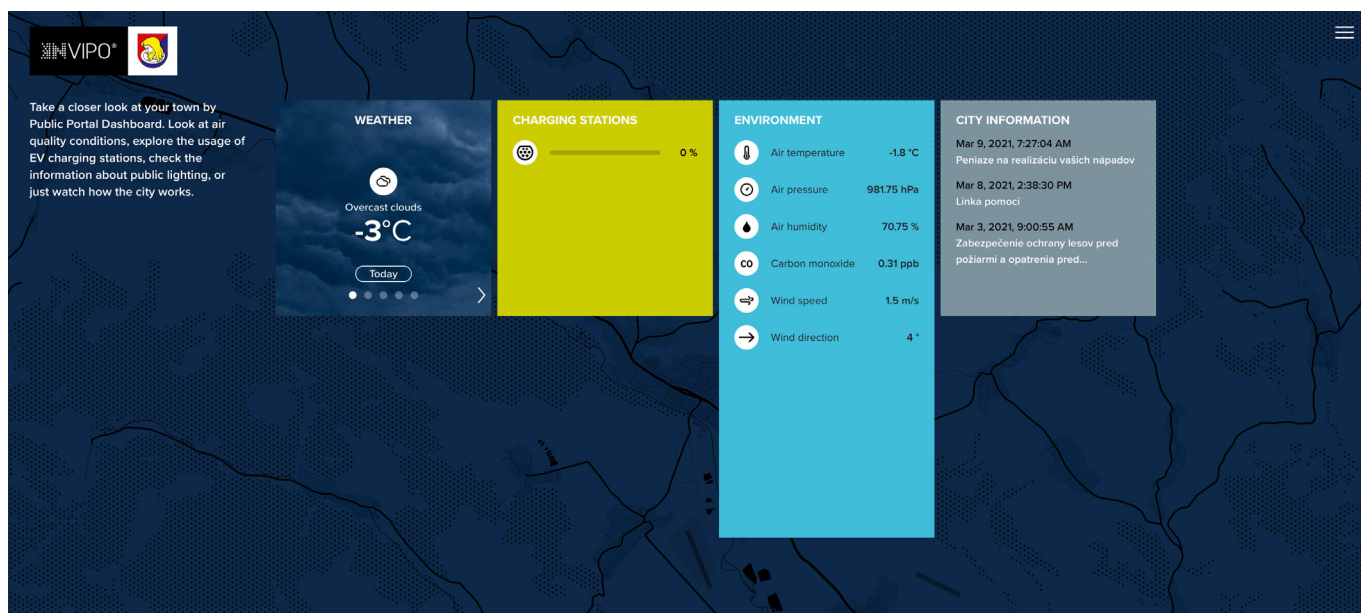 INVIPO®
Take a closer look at your town by
Public Portal Dashboard. Look at air
quality conditions, explore the usage of
EV charging stations, check the
information about public lighting, or
just watch how the city works.
WEATHER
Overcast clouds
-3°C
Today
CHARGING STATIONS
0 %
ENVIRONMENT
Air temperature -1.8 °C
Air pressure 981.75 hPa
Air humidity 70.75 %
CO Carbon monoxide 0.31 ppb
Wind speed 1.5 m/s
Wind direction 4 °
CITY INFORMATION
Mar 9, 2021, 7:27:04 AM
Peniaze na realizáciu vašich nápadov
Mar 8, 2021, 2:38:30 PM
Linka pomoci
Mar 3, 2021, 9:00:55 AM
Zabezpečenie ochrany lesov pred
požiarmi a opatrenia pred...